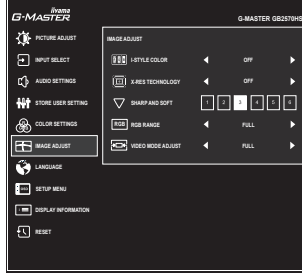 iiyama
G-MASTER
G-MASTER GB2570HS
PICTURE ADJUST
INPUT SELECT
AUDIO SETTINGS
STORE USER SETTING
COLOR SETTINGS
IMAGE ADJUST
LANGUAGE
SETUP MENU
DISPLAY INFORMATION
RESET
IMAGE ADJUST
I-STYLE COLOR OFF
X-RES TECHNOLOGY OFF
SHARP AND SOFT 1 2 3 4 5 6
RGB RGB RANGE FULL
VIDEO MODE ADJUST FULL